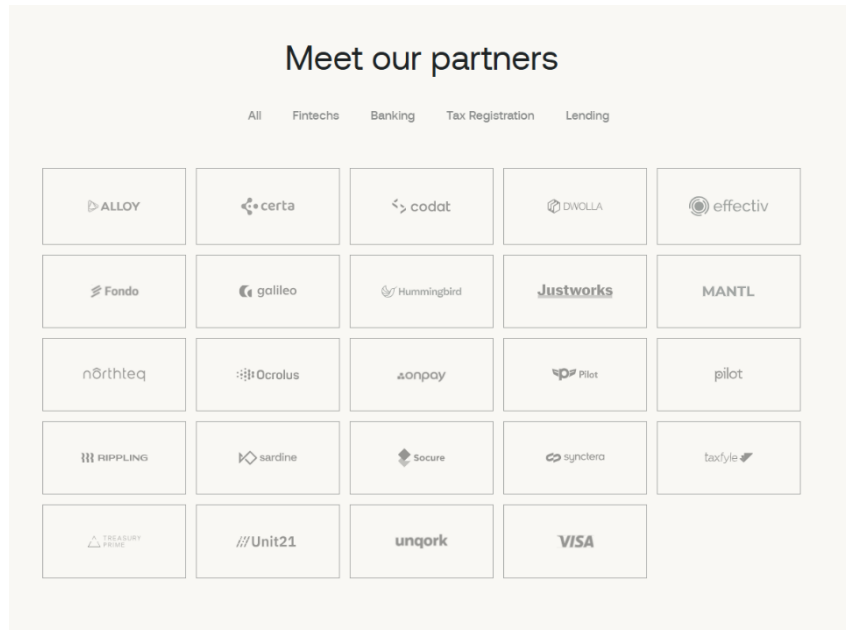 Meet our partners
All Fintechs Banking Tax Registration Lending
ALLOY certa codat DWOLLA effectiv
Fondo galileo Hummingbird Justworks MANTL
nôrthteq Ocrolus onpay Pilot pilot
RIPPLING sardine Socure synctera taxfyle
TREASURY PRIME Unit21 unqork VISA